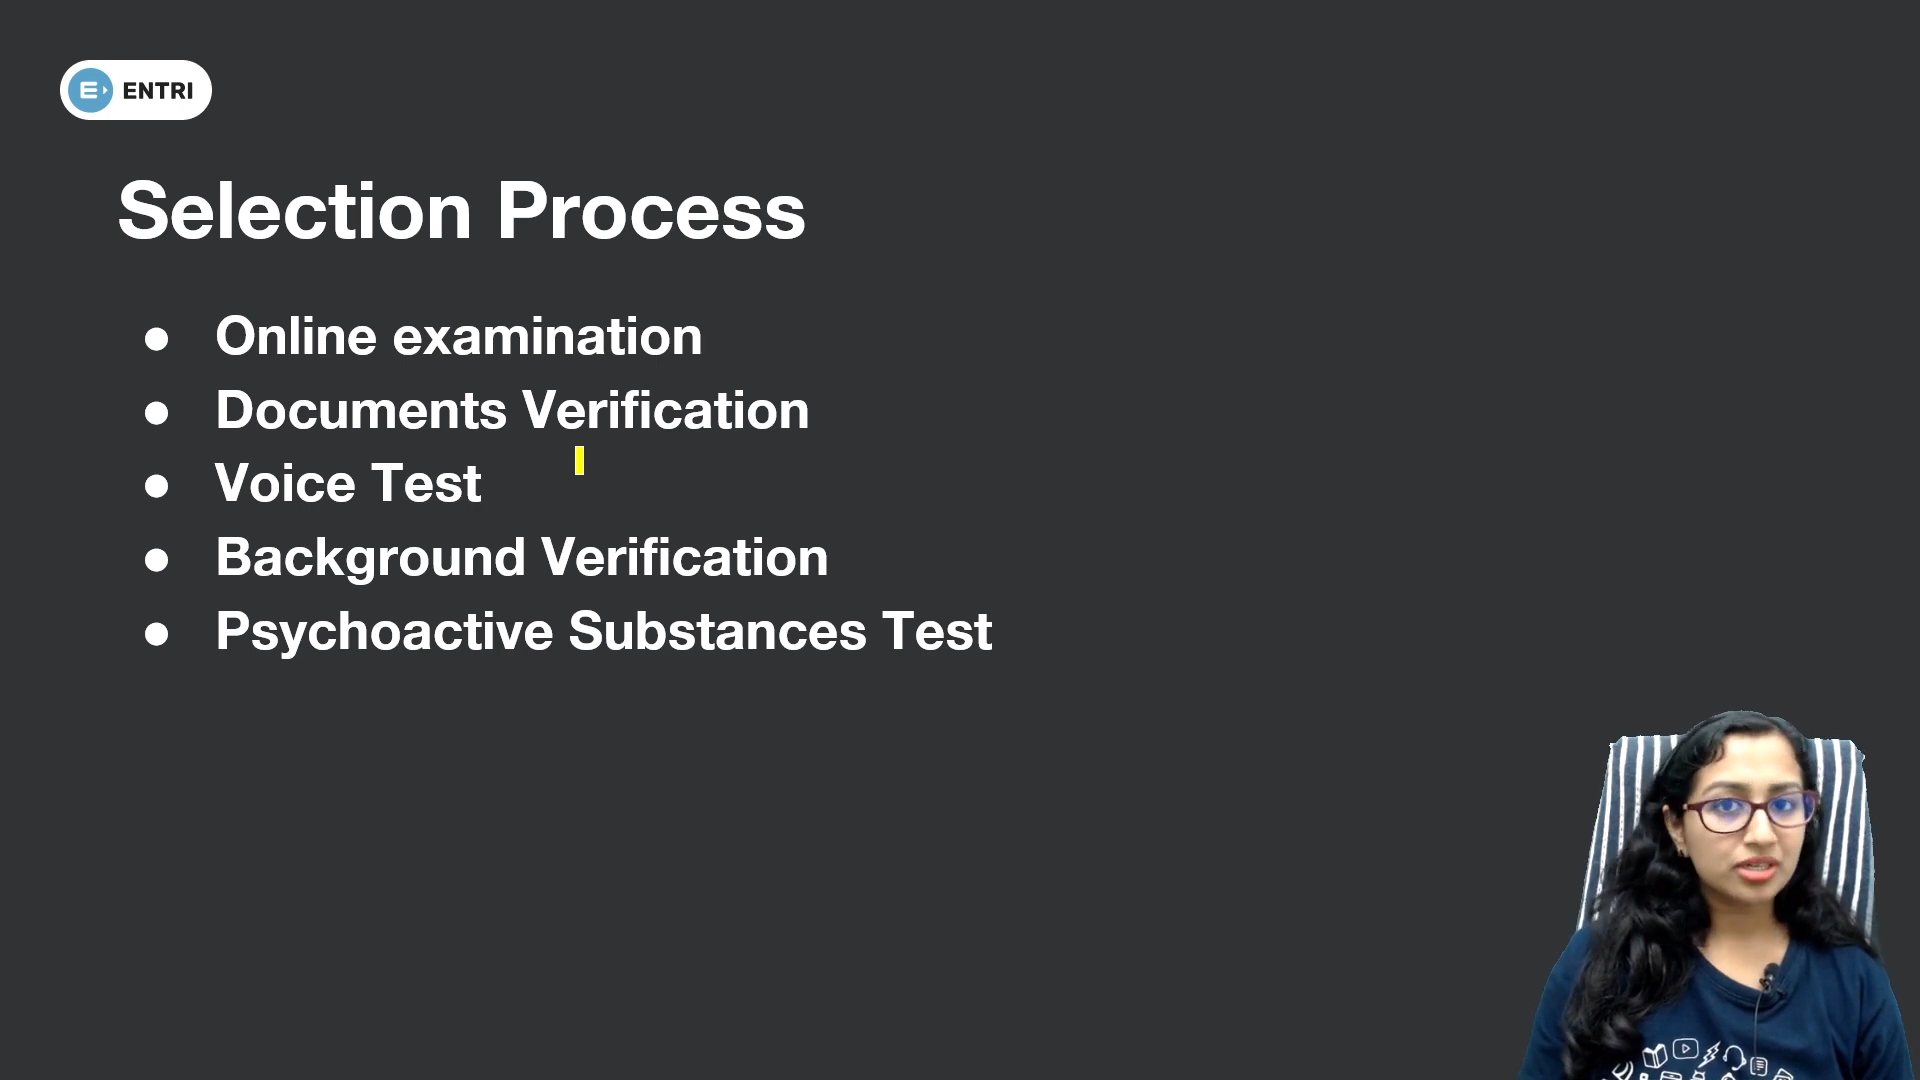 ENTRI
Selection Process
● Online examination
● Documents Verification
● Voice Test
● Background Verification
● Psychoactive Substances Test